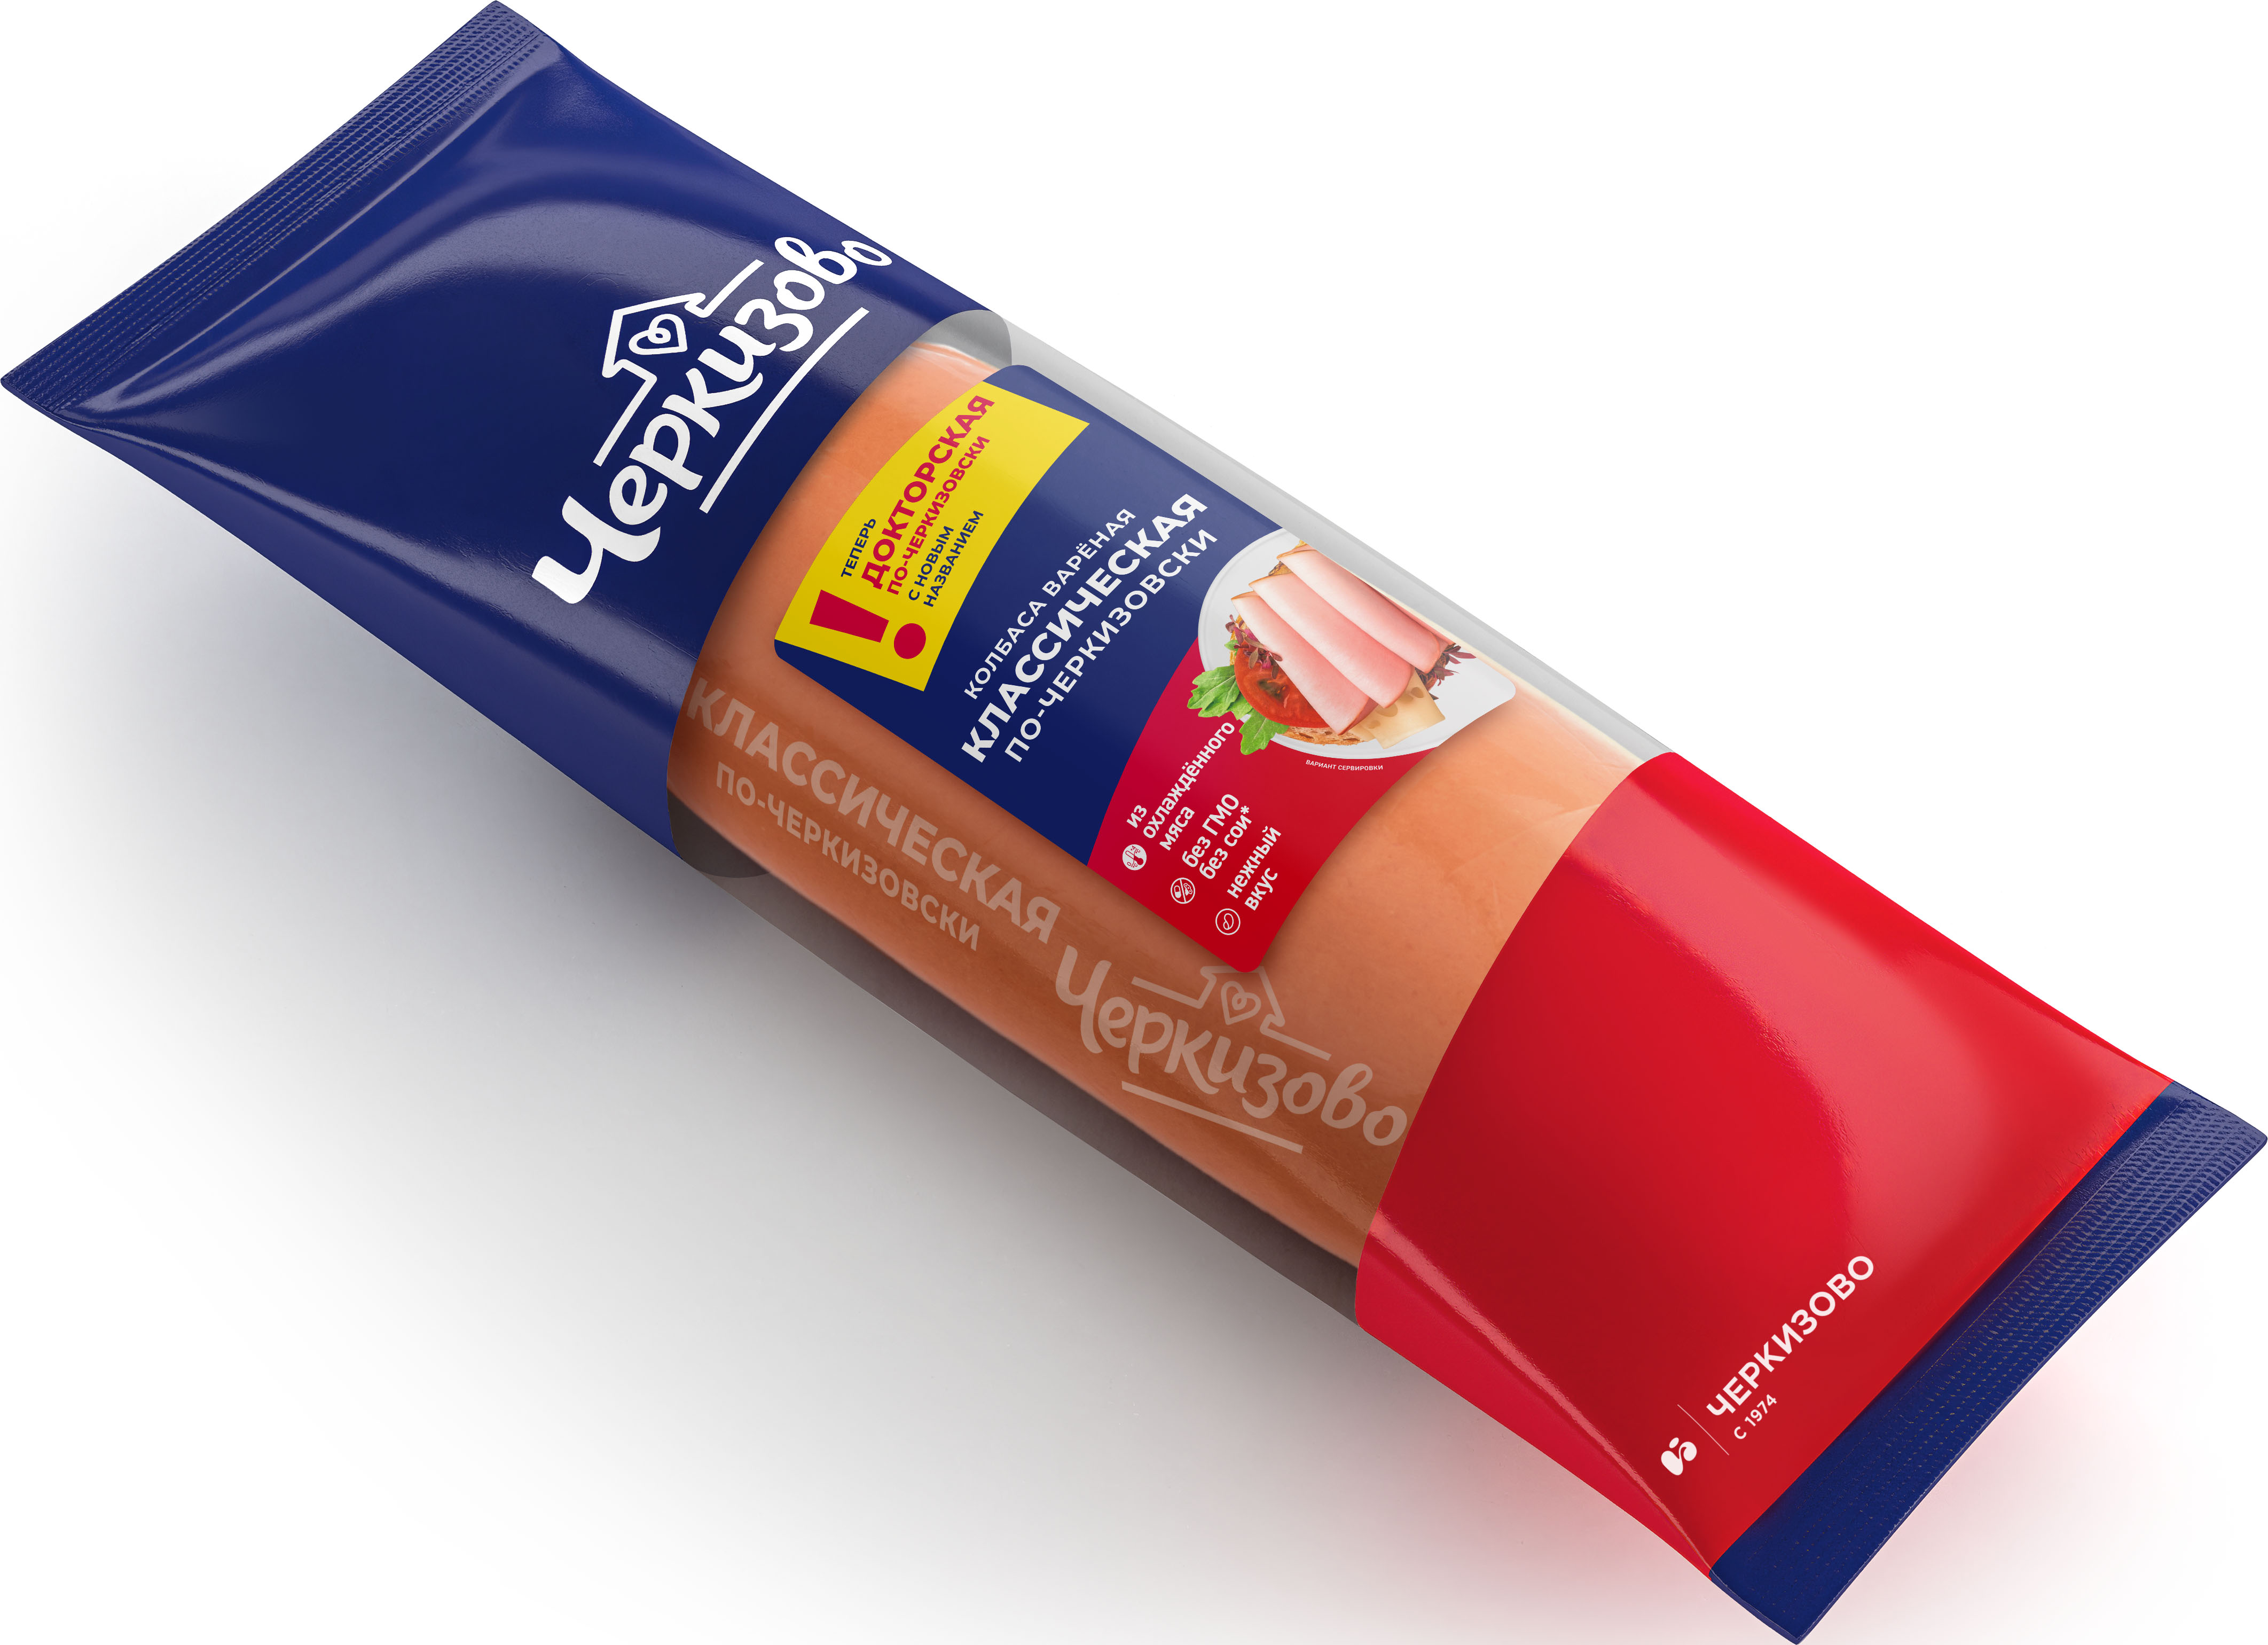 Черкизово
ТЕПЕРЬ
ДОКТОРСКАЯ
ПО-ЧЕРКИЗОВСКИ
С НОВЫМ
НАЗВАНИЕМ
!
КОЛБАСА ВАРЁНАЯ
КЛАССИЧЕСКАЯ
ПО-ЧЕРКИЗОВСКИ
ВАРИАНТ СЕРВИРОВКИ
из
охлаждённого
мяса
без ГМО
без сои*
нежный
вкус
КЛАССИЧЕСКАЯ
ПО-ЧЕРКИЗОВСКИ
Черкизово
ЧЕРКИЗОВО
С 1974